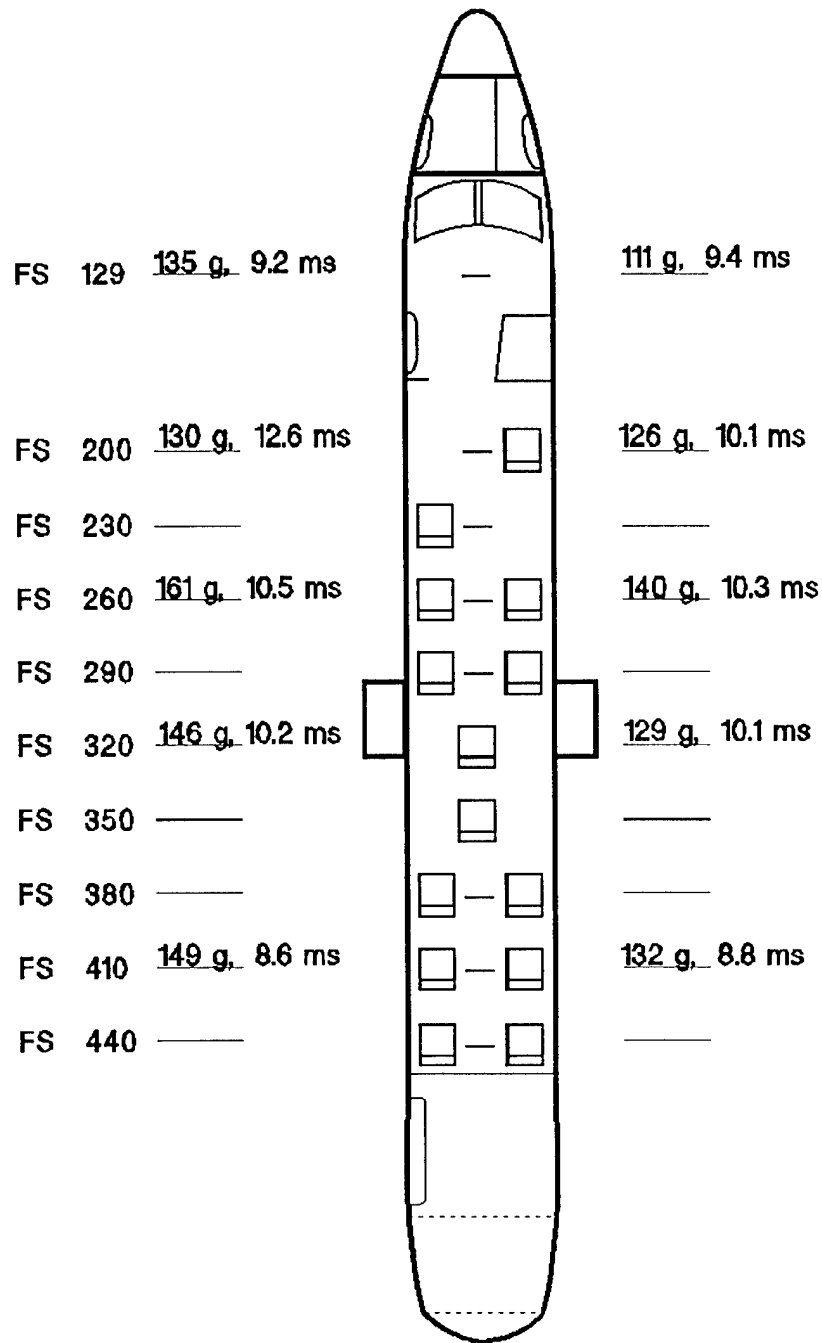 FS 129 135 g, 9.2 ms 111 g, 9.4 ms
FS 200 130 g, 12.6 ms 126 g, 10.1 ms
FS 230
FS 260 161 g, 10.5 ms 140 g, 10.3 ms
FS 290
FS 320 146 g, 10.2 ms 129 g, 10.1 ms
FS 350
FS 380
FS 410 149 g, 8.6 ms 132 g, 8.8 ms
FS 440